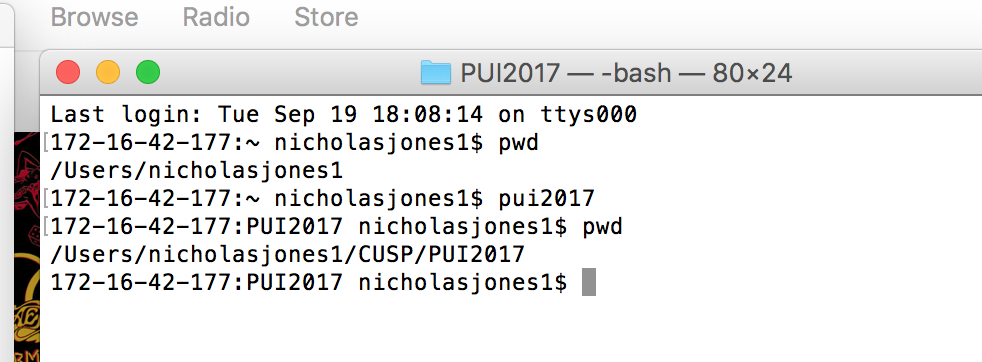 Browse Radio Store
PUI2017 — -bash — 80×24
Last login: Tue Sep 19 18:08:14 on ttys000
[172-16-42-177:~ nicholasjones1$ pwd
/Users/nicholasjones1
[172-16-42-177:~ nicholasjones1$ pui2017
[172-16-42-177:PUI2017 nicholasjones1$ pwd
/Users/nicholasjones1/CUSP/PUI2017
172-16-42-177:PUI2017 nicholasjones1$